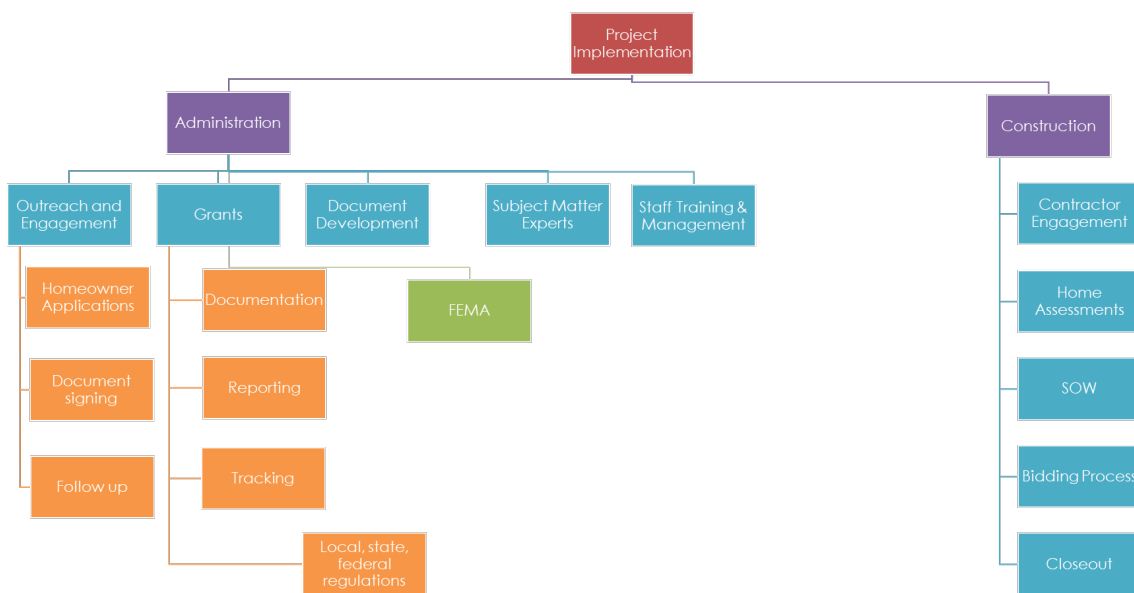 Project
Implementation
Administration
Construction
Outreach and
Engagement
Grants
Document
Development
Subject Matter
Experts
Staff Training &
Management
Contractor
Engagement
Homeowner
Applications
Documentation
FEMA
Home
Assessments
Document
signing
Reporting
SOW
Follow up
Tracking
Bidding Process
Local, state,
federal
regulations
Closeout